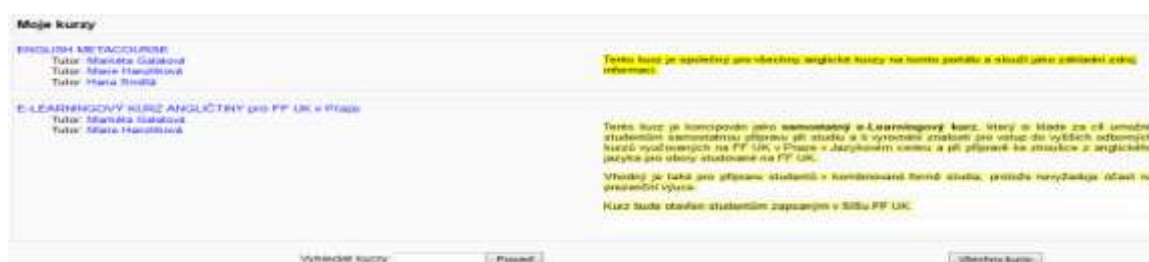 Moje kurzy
ENGLISH METACOURSE
Tutor: Markéta Galatová
Tutor: Marie Hanzlíková
Tutor: Hana
Tento kurz je společný pro všechny anglické kurzy na tomto portálu a slouží jako základní zdroj
informací.
E-LEARNINGOVÝ KURZ ANGLIČTINY pro FF UK v Praze
Tutor: Markéta Galatová
Tutor: Marie Hanzlíková
Tento kurz je koncipován jako samostatný e-Learningový kurz, který si klade za cíl umožnit
studentům samostatnou přípravu při studiu a k vyrovnání znalostí pro vstup do vyšších odborných
kurzů vyučovaných na FF UK v Praze v Jazykovém centru a při přípravě ke zkoušce z anglického
jazyka pro obory studované na FF UK.
Vhodný je také pro přípravu studentů v kombinované formě studia, protože nevyžaduje účast na
prezenční výuce.
Kurz bude otevřen studentům zapsaným v SISu FF UK.
Vyhledat kurzy:
Proveď
Všechny kurzy